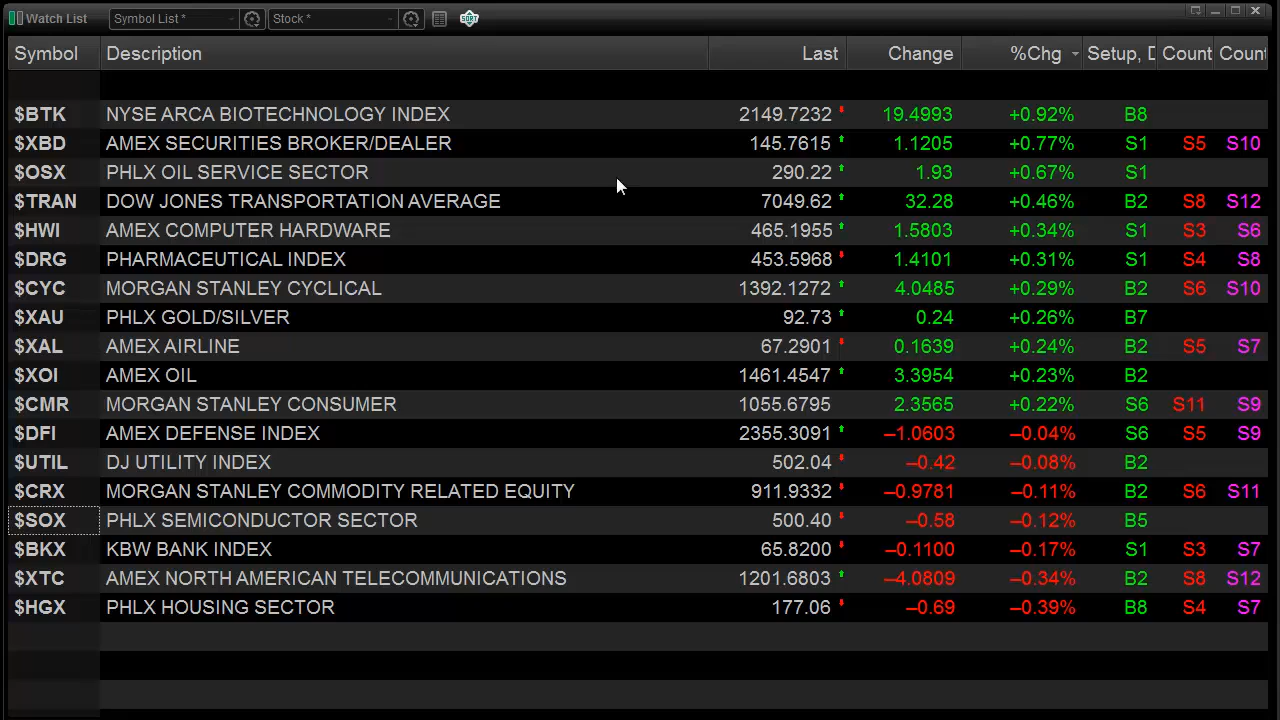 Watch List Symbol List * Stock * SORT
Symbol Description Last Change %Chg Setup, D Count Count
$BTK NYSE ARCA BIOTECHNOLOGY INDEX 2149.7232 19.4993 +0.92% B8
$XBD AMEX SECURITIES BROKER/DEALER 145.7615 1.1205 +0.77% S1 S5 S10
$OSX PHLX OIL SERVICE SECTOR 290.22 1.93 +0.67% S1
$TRAN DOW JONES TRANSPORTATION AVERAGE 7049.62 32.28 +0.46% B2 S8 S12
$HWI AMEX COMPUTER HARDWARE 465.1955 1.5803 +0.34% S1 S3 S6
$DRG PHARMACEUTICAL INDEX 453.5968 1.4101 +0.31% S1 S4 S8
$CYC MORGAN STANLEY CYCLICAL 1392.1272 4.0485 +0.29% B2 S6 S10
$XAU PHLX GOLD/SILVER 92.73 0.24 +0.26% B7
$XAL AMEX AIRLINE 67.2901 0.1639 +0.24% B2 S5 S7
$XOI AMEX OIL 1461.4547 3.3954 +0.23% B2
$CMR MORGAN STANLEY CONSUMER 1055.6795 2.3565 +0.22% S6 S11 S9
$DFI AMEX DEFENSE INDEX 2355.3091 –1.0603 –0.04% S6 S5 S9
$UTIL DJ UTILITY INDEX 502.04 –0.42 –0.08% B2
$CRX MORGAN STANLEY COMMODITY RELATED EQUITY 911.9332 –0.9781 –0.11% B2 S6 S11
$SOX PHLX SEMICONDUCTOR SECTOR 500.40 –0.58 –0.12% B5
$BKX KBW BANK INDEX 65.8200 –0.1100 –0.17% S1 S3 S7
$XTC AMEX NORTH AMERICAN TELECOMMUNICATIONS 1201.6803 –4.0809 –0.34% B2 S8 S12
$HGX PHLX HOUSING SECTOR 177.06 –0.69 –0.39% B8 S4 S7